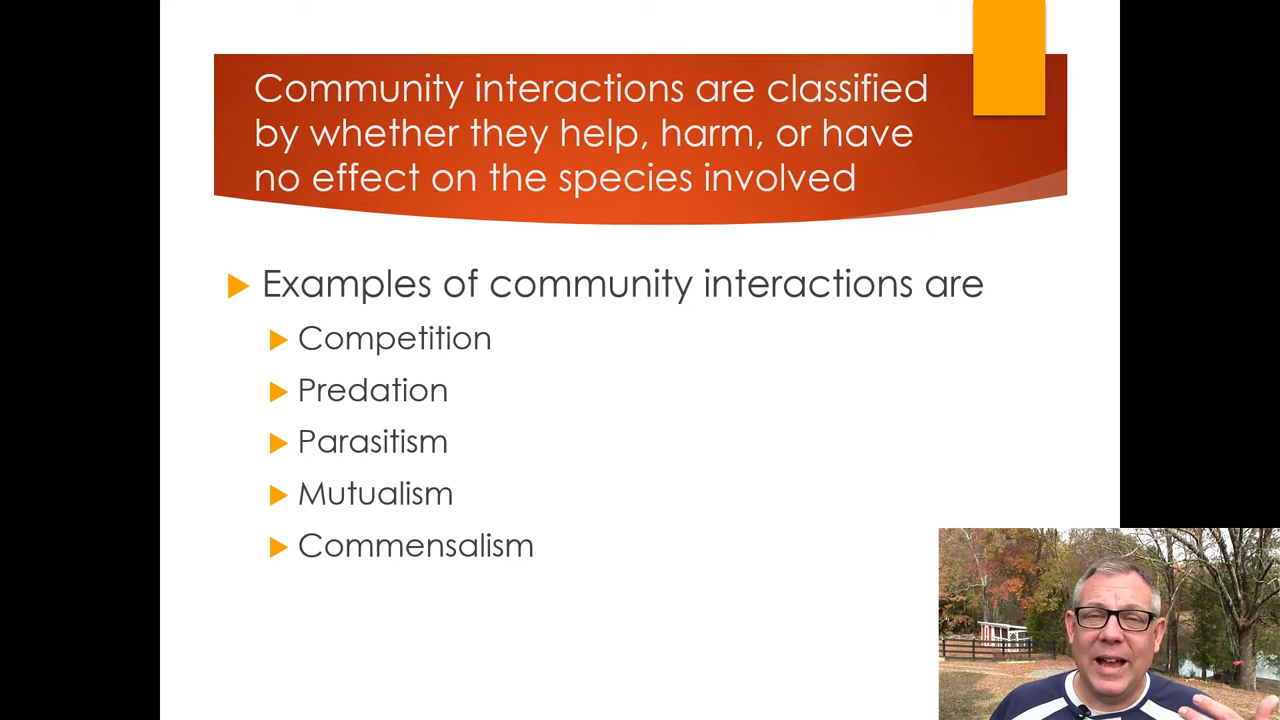 Community interactions are classified
by whether they help, harm, or have
no effect on the species involved
Examples of community interactions are
Competition
Predation
Parasitism
Mutualism
Commensalism